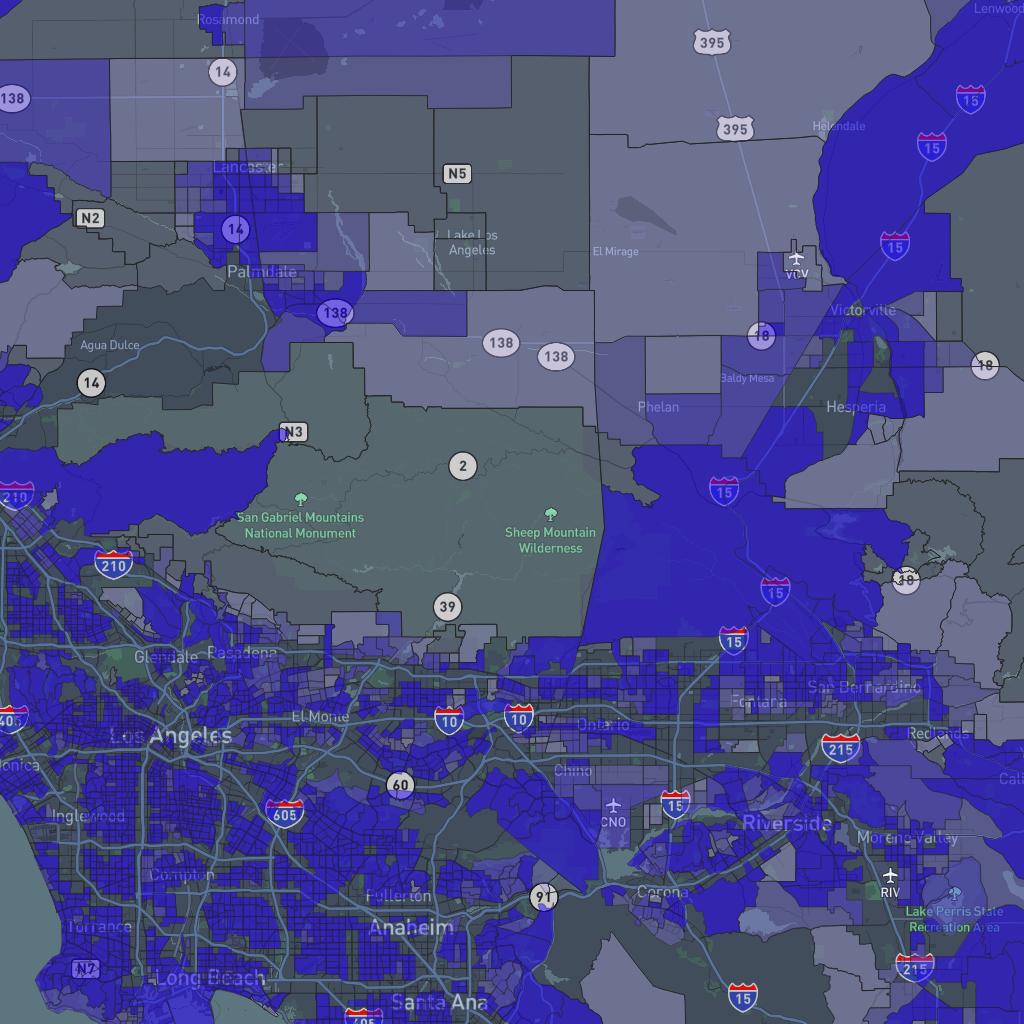 Rosamond
Lenwood
395
14
138
15
395
Helendale
15
Lancaster
N5
N2
14
Lake Los
Angeles
15
El Mirage
VCV
Palmdale
138
Victorville
18
138
138
Agua Dulce
18
14
Baldy Mesa
Phelan
Hesperia
N3
2
210
15
San Gabriel Mountains
National Monument
Sheep Mountain
Wilderness
210
18
15
39
15
Glendale
Pasadena
San Bernardino
Fontana
405
El Monte
10
10
Ontario
Los Angeles
Redlands
215
onica
Chino
Cali
60
15
CNO
605
Inglewood
Riverside
Moreno Valley
Compton
RIV
Fullerton
91
Corona
Lake Perris State
Recreation Area
Torrance
Anaheim
N7
Long Beach
215
15
Santa Ana
405